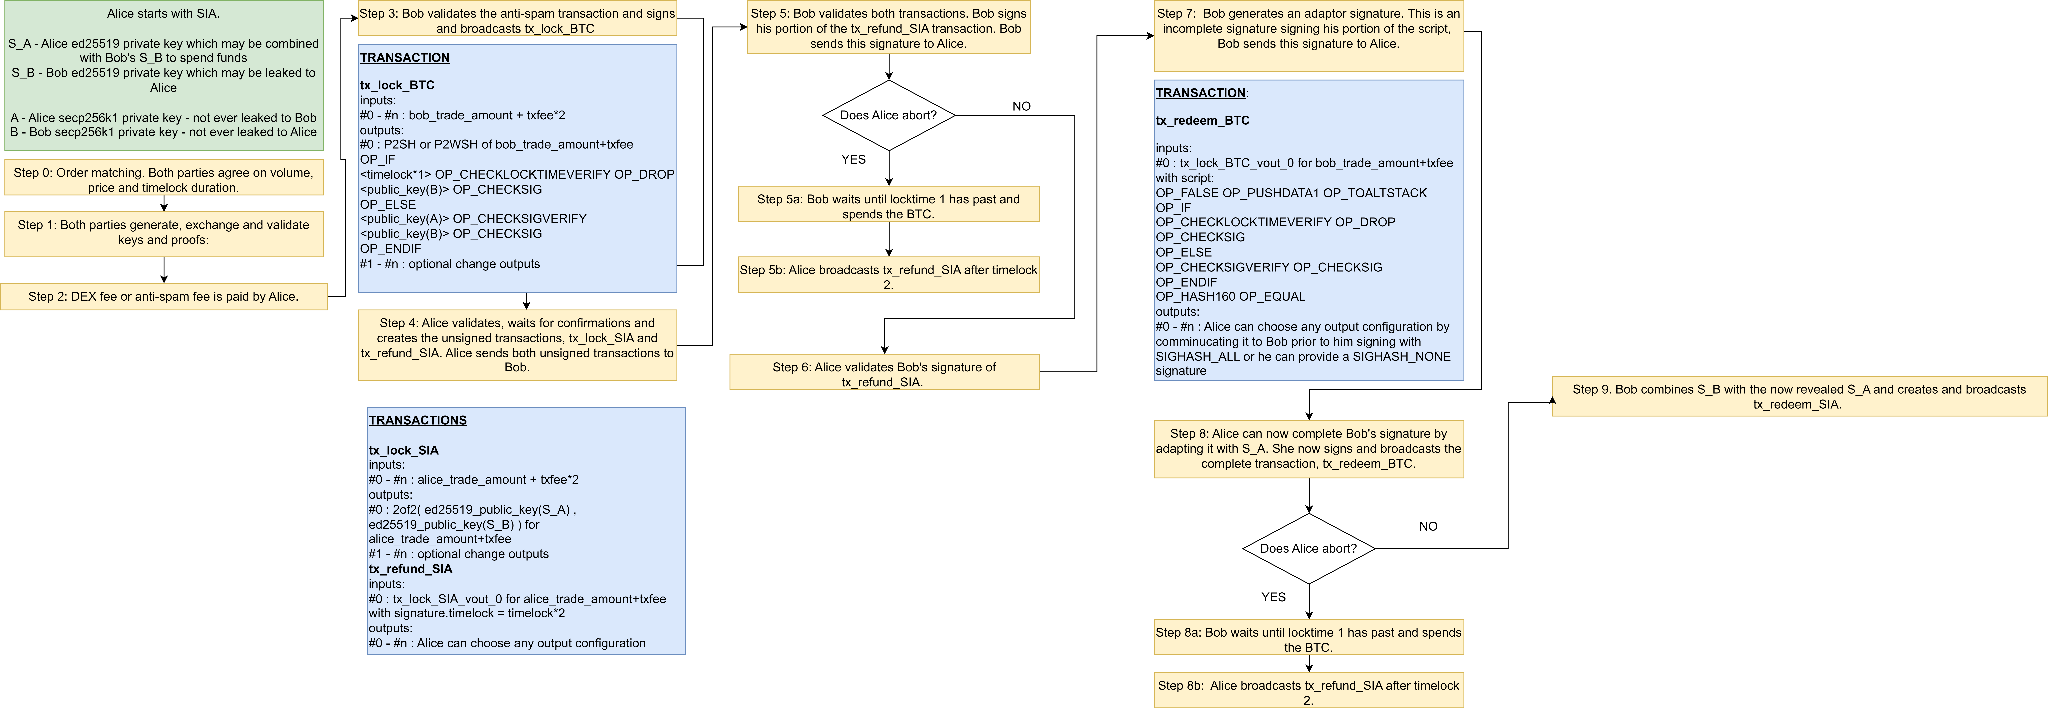 Alice starts with SIA.
S_A - Alice ed25519 private key which may be combined
with Bob's S_B to spend funds
S_B - Bob ed25519 private key which may be leaked to
Alice
A - Alice secp256k1 private key - not ever leaked to Bob
B - Bob secp256k1 private key - not ever leaked to Alice
Step 0: Order matching. Both parties agree on volume,
price and timelock duration.
Step 1: Both parties generate, exchange and validate
keys and proofs:
Step 2: DEX fee or anti-spam fee is paid by Alice.
Step 3: Bob validates the anti-spam transaction and signs
and broadcasts tx_lock_BTC
TRANSACTION
tx_lock_BTC
inputs:
#0 - #n : bob_trade_amount + txfee*2
outputs:
#0 : P2SH or P2WSH of bob_trade_amount+txfee
OP_IF
<timelock*1> OP_CHECKLOCKTIMEVERIFY OP_DROP
<public_key(B)> OP_CHECKSIG
OP_ELSE
<public_key(A)> OP_CHECKSIGVERIFY
<public_key(B)> OP_CHECKSIG
OP_ENDIF
#1 - #n : optional change outputs
Step 4: Alice validates, waits for confirmations and
creates the unsigned transactions, tx_lock_SIA and
tx_refund_SIA. Alice sends both unsigned transactions to
Bob.
TRANSACTIONS
tx_lock_SIA
inputs:
#0 - #n : alice_trade_amount + txfee*2
outputs:
#0 : 2of2( ed25519_public_key(S_A) ,
ed25519_public_key(S_B) ) for
alice_trade_amount+txfee
#1 - #n : optional change outputs
tx_refund_SIA
inputs:
#0 : tx_lock_SIA_vout_0 for alice_trade_amount+txfee
with signature.timelock = timelock*2
outputs:
#0 - #n : Alice can choose any output configuration
Step 5: Bob validates both transactions. Bob signs
his portion of the tx_refund_SIA transaction. Bob
sends this signature to Alice.
Does Alice abort?
NO
YES
Step 5a: Bob waits until locktime 1 has past and
spends the BTC.
Step 5b: Alice broadcasts tx_refund_SIA after timelock
2.
Step 6: Alice validates Bob's signature of
tx_refund_SIA.
Step 7:  Bob generates an adaptor signature. This is an
incomplete signature signing his portion of the script,
Bob sends this signature to Alice.
TRANSACTION:
tx_redeem_BTC
inputs:
#0 : tx_lock_BTC_vout_0 for bob_trade_amount+txfee
with script:
OP_FALSE OP_PUSHDATA1 OP_TOALTSTACK
OP_IF
OP_CHECKLOCKTIMEVERIFY OP_DROP
OP_CHECKSIG
OP_ELSE
OP_CHECKSIGVERIFY OP_CHECKSIG
OP_ENDIF
OP_HASH160 OP_EQUAL
outputs:
#0 - #n : Alice can choose any output configuration by
comminucating it to Bob prior to him signing with
SIGHASH_ALL or he can provide a SIGHASH_NONE
signature
Step 8: Alice can now complete Bob's signature by
adapting it with S_A. She now signs and broadcasts the
complete transaction, tx_redeem_BTC.
Does Alice abort?
NO
YES
Step 8a: Bob waits until locktime 1 has past and spends
the BTC.
Step 8b:  Alice broadcasts tx_refund_SIA after timelock
2.
Step 9. Bob combines S_B with the now revealed S_A and creates and broadcasts
tx_redeem_SIA.